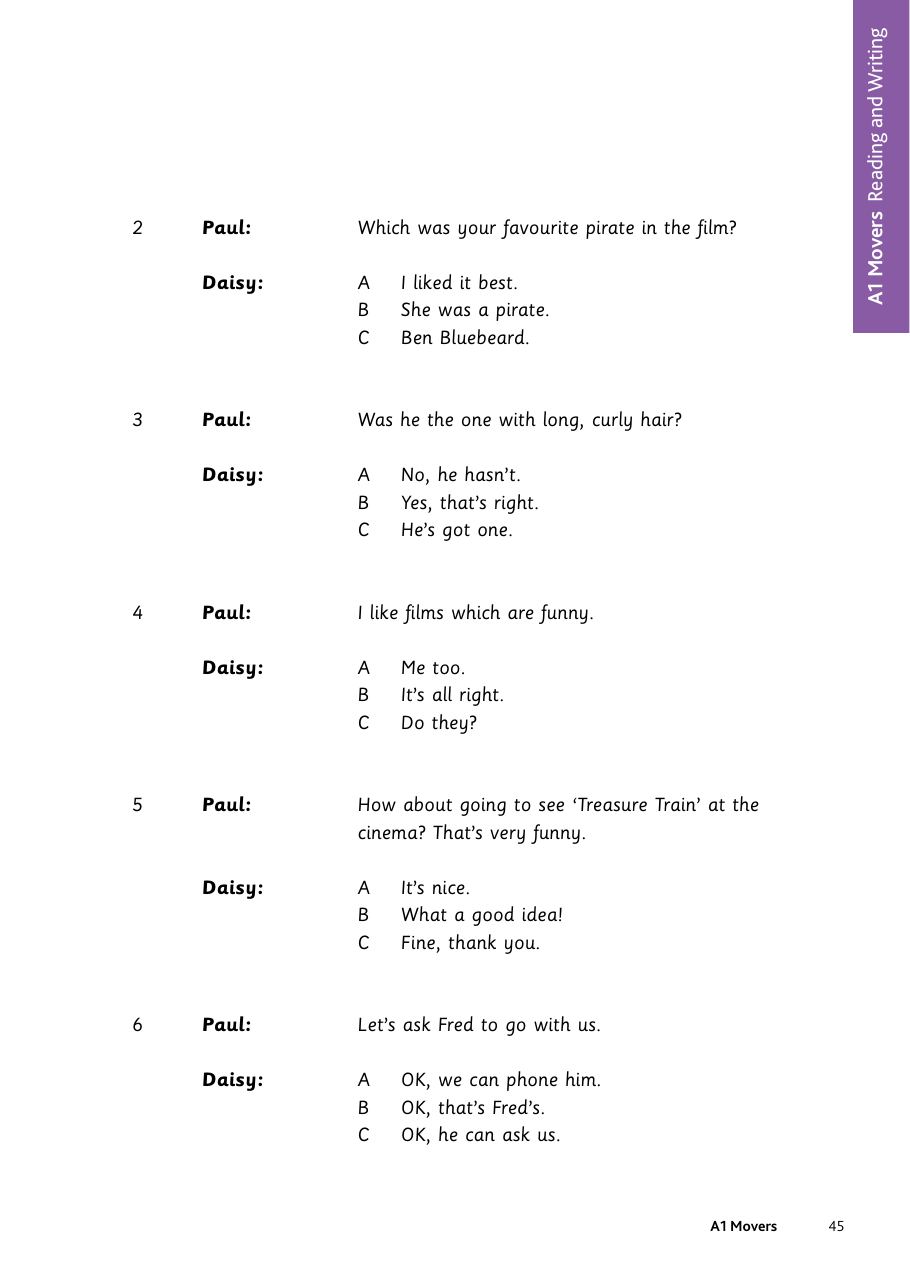 A1 Movers Reading and Writing
2 Paul: Which was your favourite pirate in the film?
Daisy: A I liked it best.
B She was a pirate.
C Ben Bluebeard.
3 Paul: Was he the one with long, curly hair?
Daisy: A No, he hasn't.
B Yes, that's right.
C He's got one.
4 Paul: I like films which are funny.
Daisy: A Me too.
B It's all right.
C Do they?
5 Paul: How about going to see ‘Treasure Train’ at the
cinema? That's very funny.
Daisy: A It's nice.
B What a good idea!
C Fine, thank you.
6 Paul: Let's ask Fred to go with us.
Daisy: A OK, we can phone him.
B OK, that's Fred's.
C OK, he can ask us.
A1 Movers 45